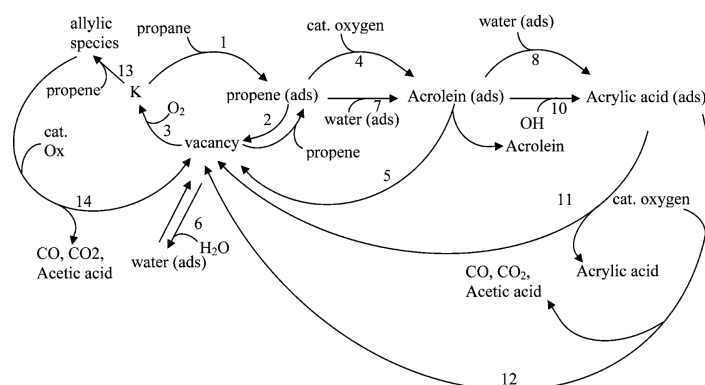 allylic
species
propane
1
cat. oxygen
4
water (ads)
8
13
propene
K
propene (ads)
7
water (ads)
Acrolein (ads)
10
OH
Acrylic acid (ads)
O₂
3
2
vacancy
propene
Acrolein
cat.
Ox
5
14
6
H₂O
water (ads)
11
cat. oxygen
CO, CO2,
Acetic acid
CO, CO₂,
Acetic acid
Acrylic acid
12